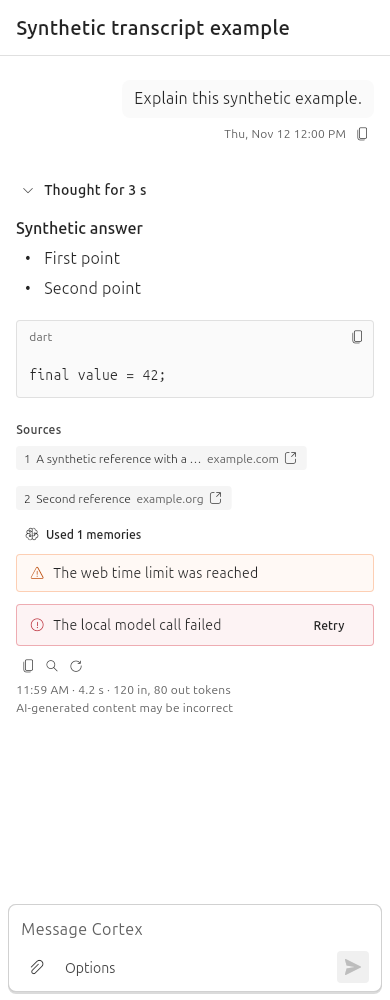 Synthetic transcript example
Explain this synthetic example.
Thu, Nov 12 12:00 PM
Thought for 3 s
Synthetic answer
• First point
• Second point
dart
final value = 42;
Sources
1 A synthetic reference with a … example.com
2 Second reference example.org
Used 1 memories
The web time limit was reached
The local model call failed Retry
11:59 AM · 4.2 s · 120 in, 80 out tokens
AI-generated content may be incorrect
Message Cortex
Options